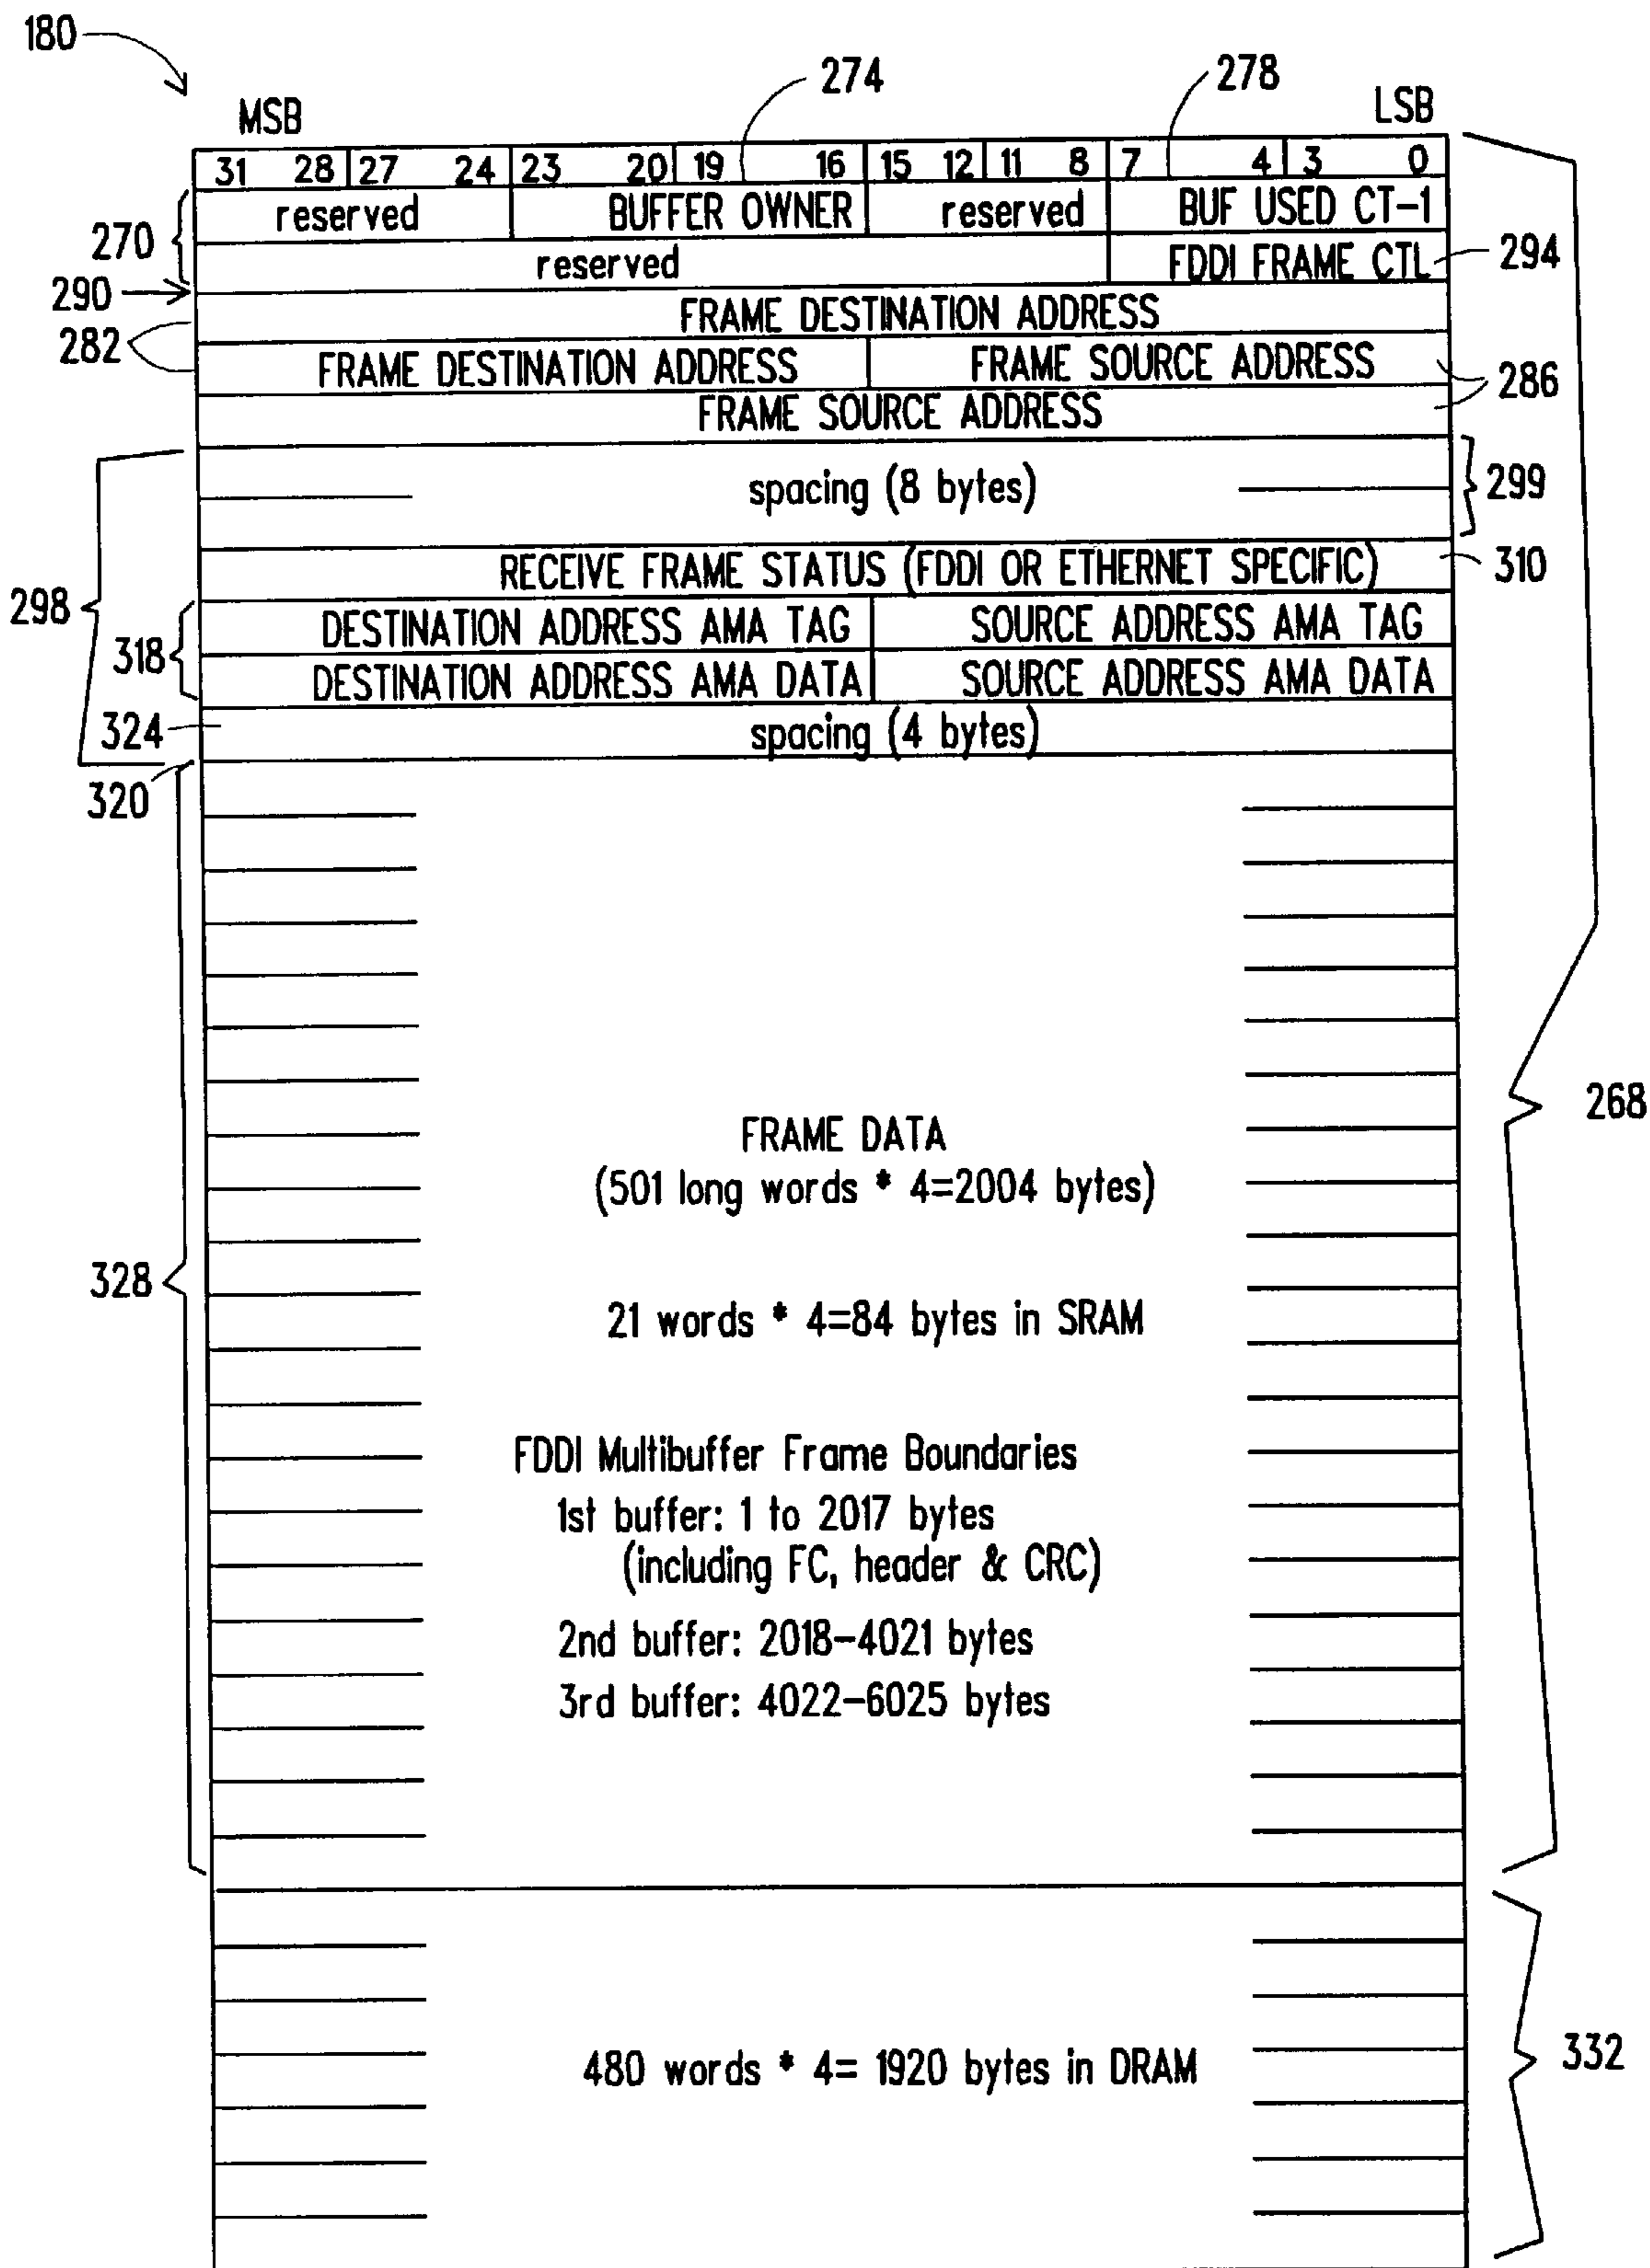 180
274
278
MSB
LSB
31 28 27 24 23 20 19 16 15 12 11 8 7 4 3 0
270
reserved BUFFER OWNER reserved BUF USED CT-1
reserved FDDI FRAME CTL
294
290
FRAME DESTINATION ADDRESS
282
FRAME DESTINATION ADDRESS FRAME SOURCE ADDRESS
286
FRAME SOURCE ADDRESS
spacing (8 bytes)
299
298
RECEIVE FRAME STATUS (FDDI OR ETHERNET SPECIFIC)
310
318
DESTINATION ADDRESS AMA TAG SOURCE ADDRESS AMA TAG
DESTINATION ADDRESS AMA DATA SOURCE ADDRESS AMA DATA
324
spacing (4 bytes)
320
268
FRAME DATA
(501 long words * 4=2004 bytes)
328
21 words * 4=84 bytes in SRAM
FDDI Multibuffer Frame Boundaries
1st buffer: 1 to 2017 bytes
(including FC, header & CRC)
2nd buffer: 2018-4021 bytes
3rd buffer: 4022-6025 bytes
480 words * 4= 1920 bytes in DRAM
332